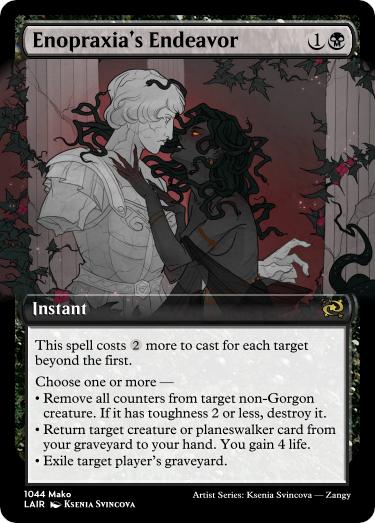 Enopraxia's Endeavor 1
Instant
This spell costs 2 more to cast for each target
beyond the first.
Choose one or more —
• Remove all counters from target non-Gorgon
creature. If it has toughness 2 or less, destroy it.
• Return target creature or planeswalker card from
your graveyard to your hand. You gain 4 life.
• Exile target player's graveyard.
1044 Mako
LAIR Ksenia Svincova
Artist Series: Ksenia Svincova — Zangy